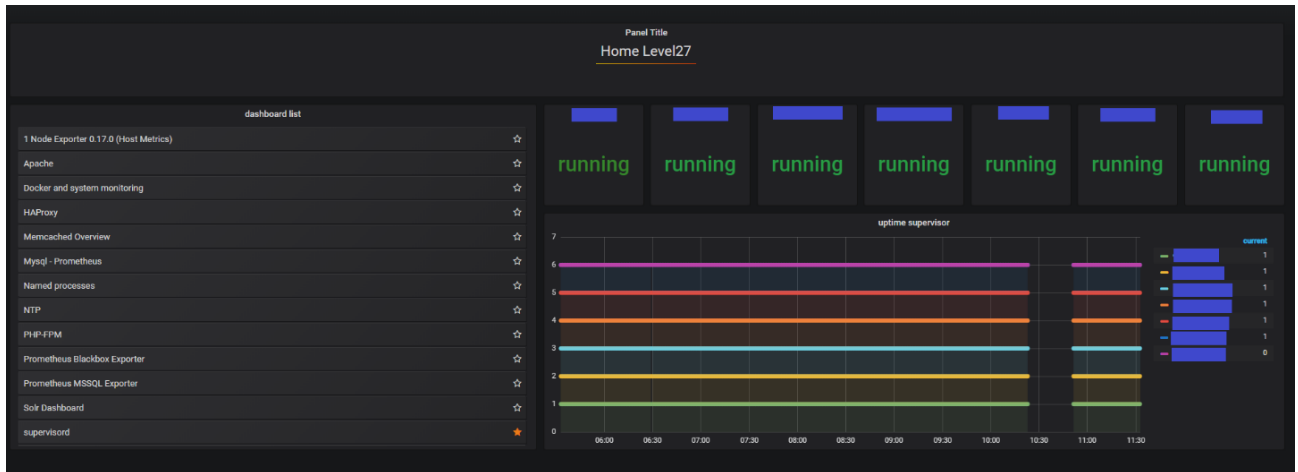 Panel Title
Home Level27
dashboard list
1 Node Exporter 0.17.0 (Host Metrics)
Apache
Docker and system monitoring
HAProxy
Memcached Overview
Mysql - Prometheus
Named processes
NTP
PHP-FPM
Prometheus Blackbox Exporter
Prometheus MSSQL Exporter
Solr Dashboard
supervisord
running running running running running running running
uptime supervisor
7
6
5
4
3
2
1
0
06:00 06:30 07:00 07:30 08:00 08:30 09:00 09:30 10:00 10:30 11:00 11:30
current
1
1
1
1
1
1
0